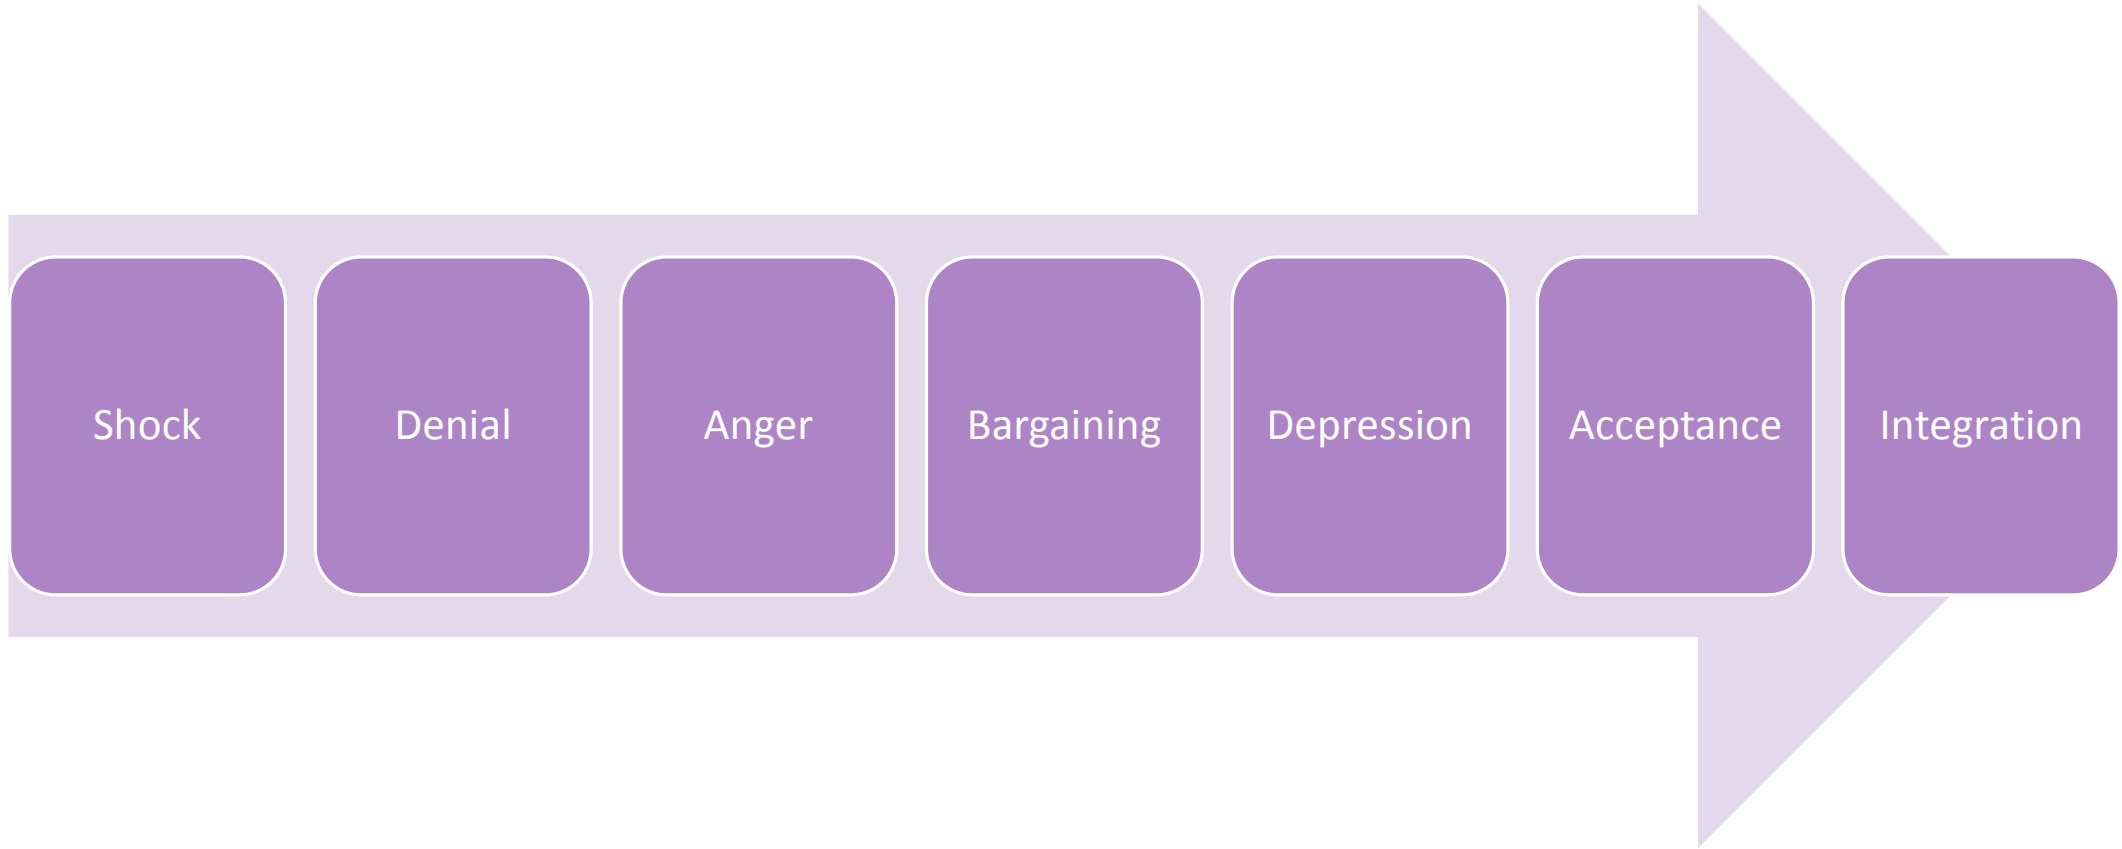 Shock
Denial
Anger
Bargaining
Depression
Acceptance
Integration